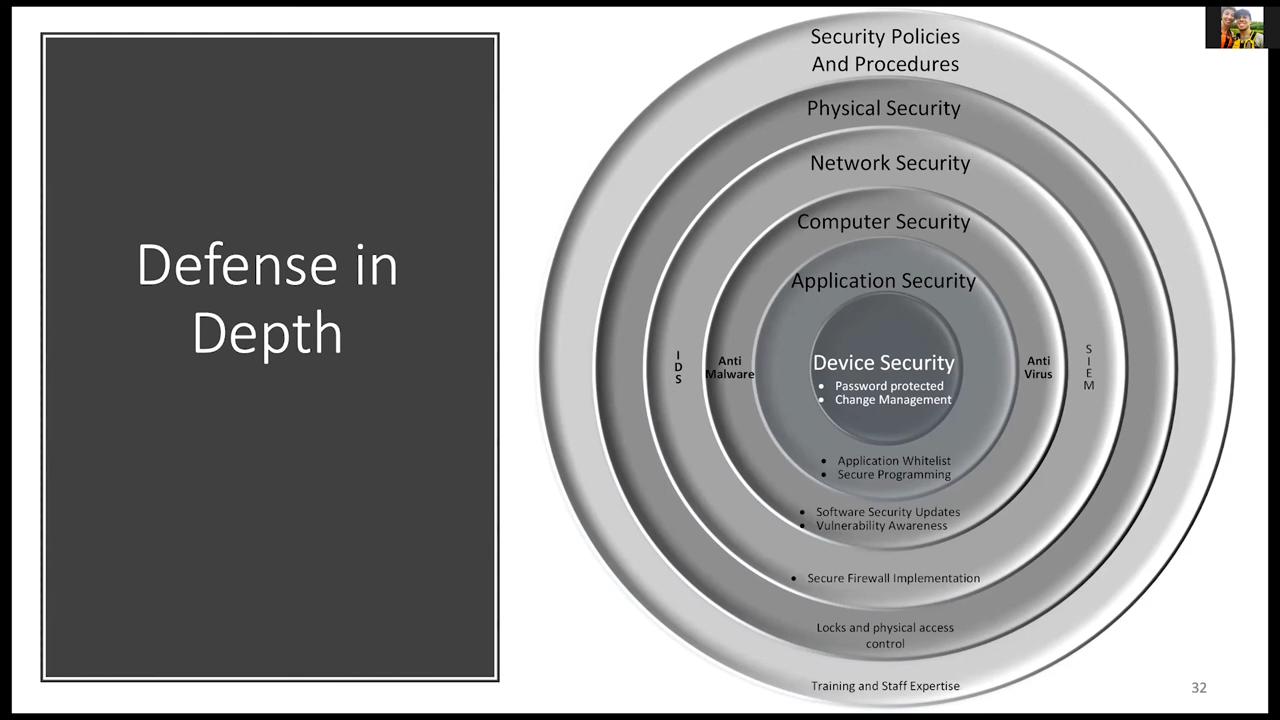 Defense in
Depth
Security Policies
And Procedures
Physical Security
Network Security
Computer Security
Application Security
Device Security
• Password protected
• Change Management
I
D
S
Anti
Malware
Anti
Virus
S
I
E
M
• Application Whitelist
• Secure Programming
• Software Security Updates
• Vulnerability Awareness
• Secure Firewall Implementation
Locks and physical access
control
Training and Staff Expertise
32